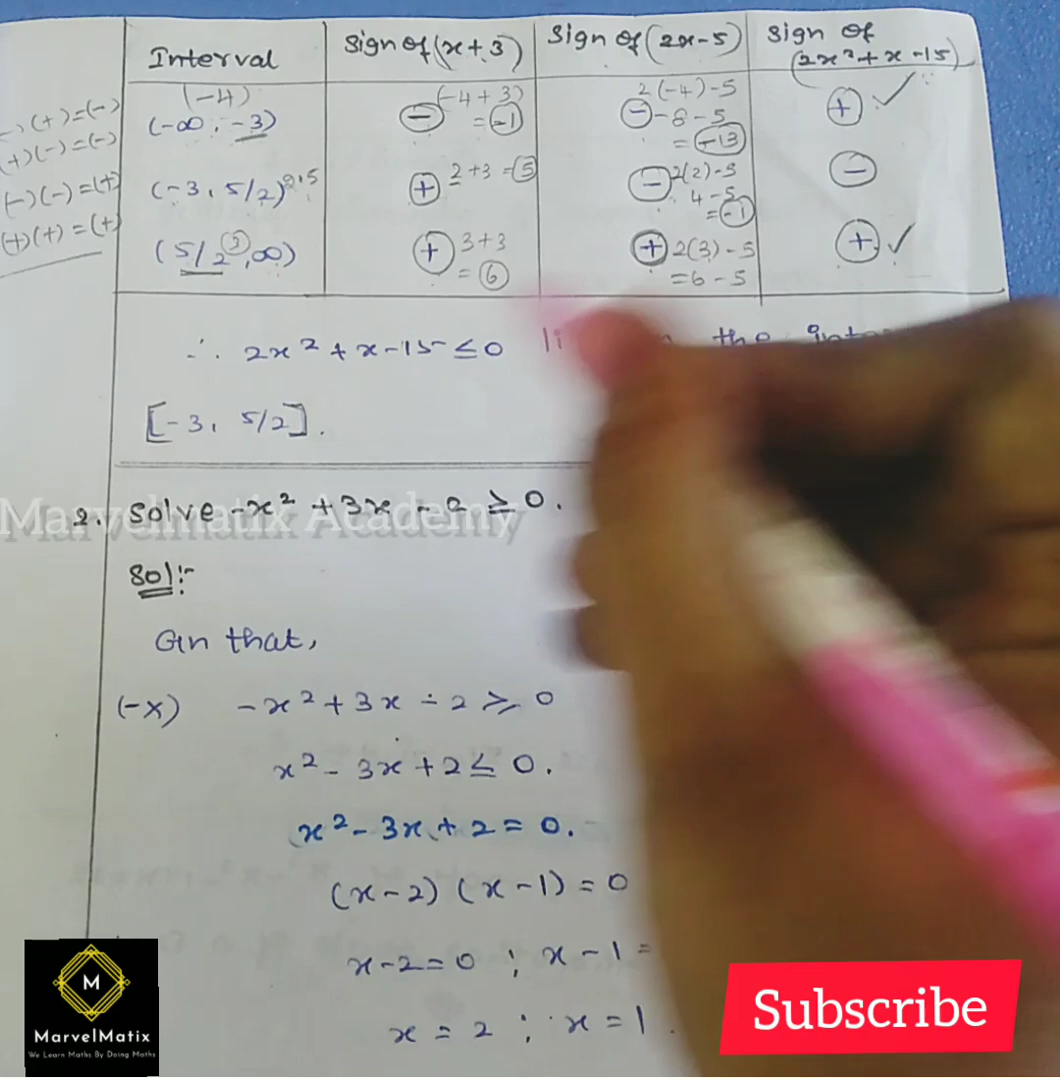 Interval Sign of (x+3) Sign of (2x-5) Sign of (2x²+x-15)
(-4) (-4+3) 2(-4)-5
(-∞, -3) (-) =(-1) (-) -8-5 (+) ✓
=(-13)
(-3, 5/2) 2.5 (+) 2+3 =(5) (-) 2(2)-5 (-)
4-5
=(-1)
(5/2, ∞) (3) (+) 3+3 (+) 2(3)-5 (+) ✓
=(6) =6-5
(+)=(-)
(+)(-)=(-)
(-)(-)=(+)
(+)(+)=(+)
∴ 2x²+x-15≤0 the
[-3, 5/2].
Marvelmatix Academy
2. Solve -x²+3x-2≥0.
Sol:-
Gn that,
(-x) -x²+3x-2≥0
x²-3x+2≤0.
x²-3x+2=0.
(x-2)(x-1)=0
x-2=0 ; x-1=
x=2 ; x=1.
M
MarvelMatix
We Learn Maths By Doing Maths
Subscribe